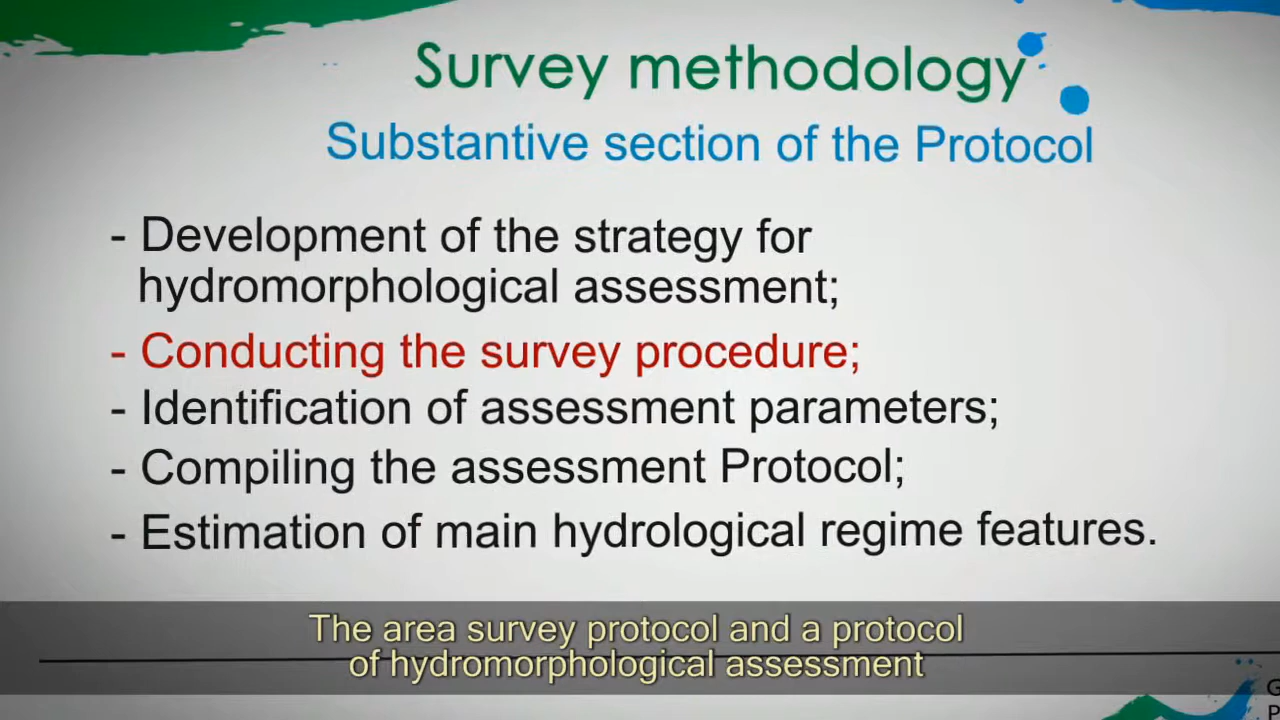 Survey methodology
Substantive section of the Protocol
- Development of the strategy for
hydromorphological assessment;
- Conducting the survey procedure;
- Identification of assessment parameters;
- Compiling the assessment Protocol;
- Estimation of main hydrological regime features.
The area survey protocol and a protocol
of hydromorphological assessment